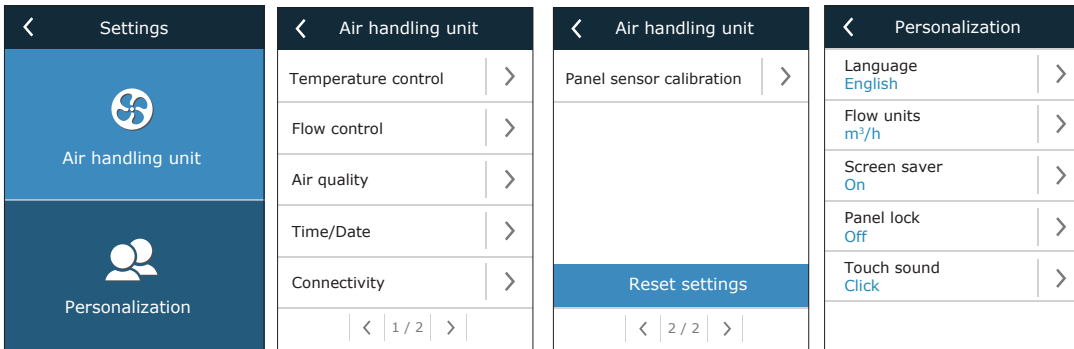 Settings
Air handling unit
Personalization
Air handling unit
Temperature control
Flow control
Air quality
Time/Date
Connectivity
1 / 2
Air handling unit
Panel sensor calibration
Reset settings
2 / 2
Personalization
Language
English
Flow units
m³/h
Screen saver
On
Panel lock
Off
Touch sound
Click